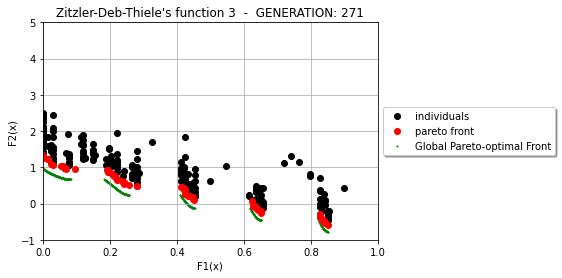 Zitzler-Deb-Thiele's function 3  -  GENERATION: 271
5
4
3
2
1
0
−1
F2(x)
0.0
0.2
0.4
0.6
0.8
1.0
F1(x)
individuals
pareto front
Global Pareto-optimal Front